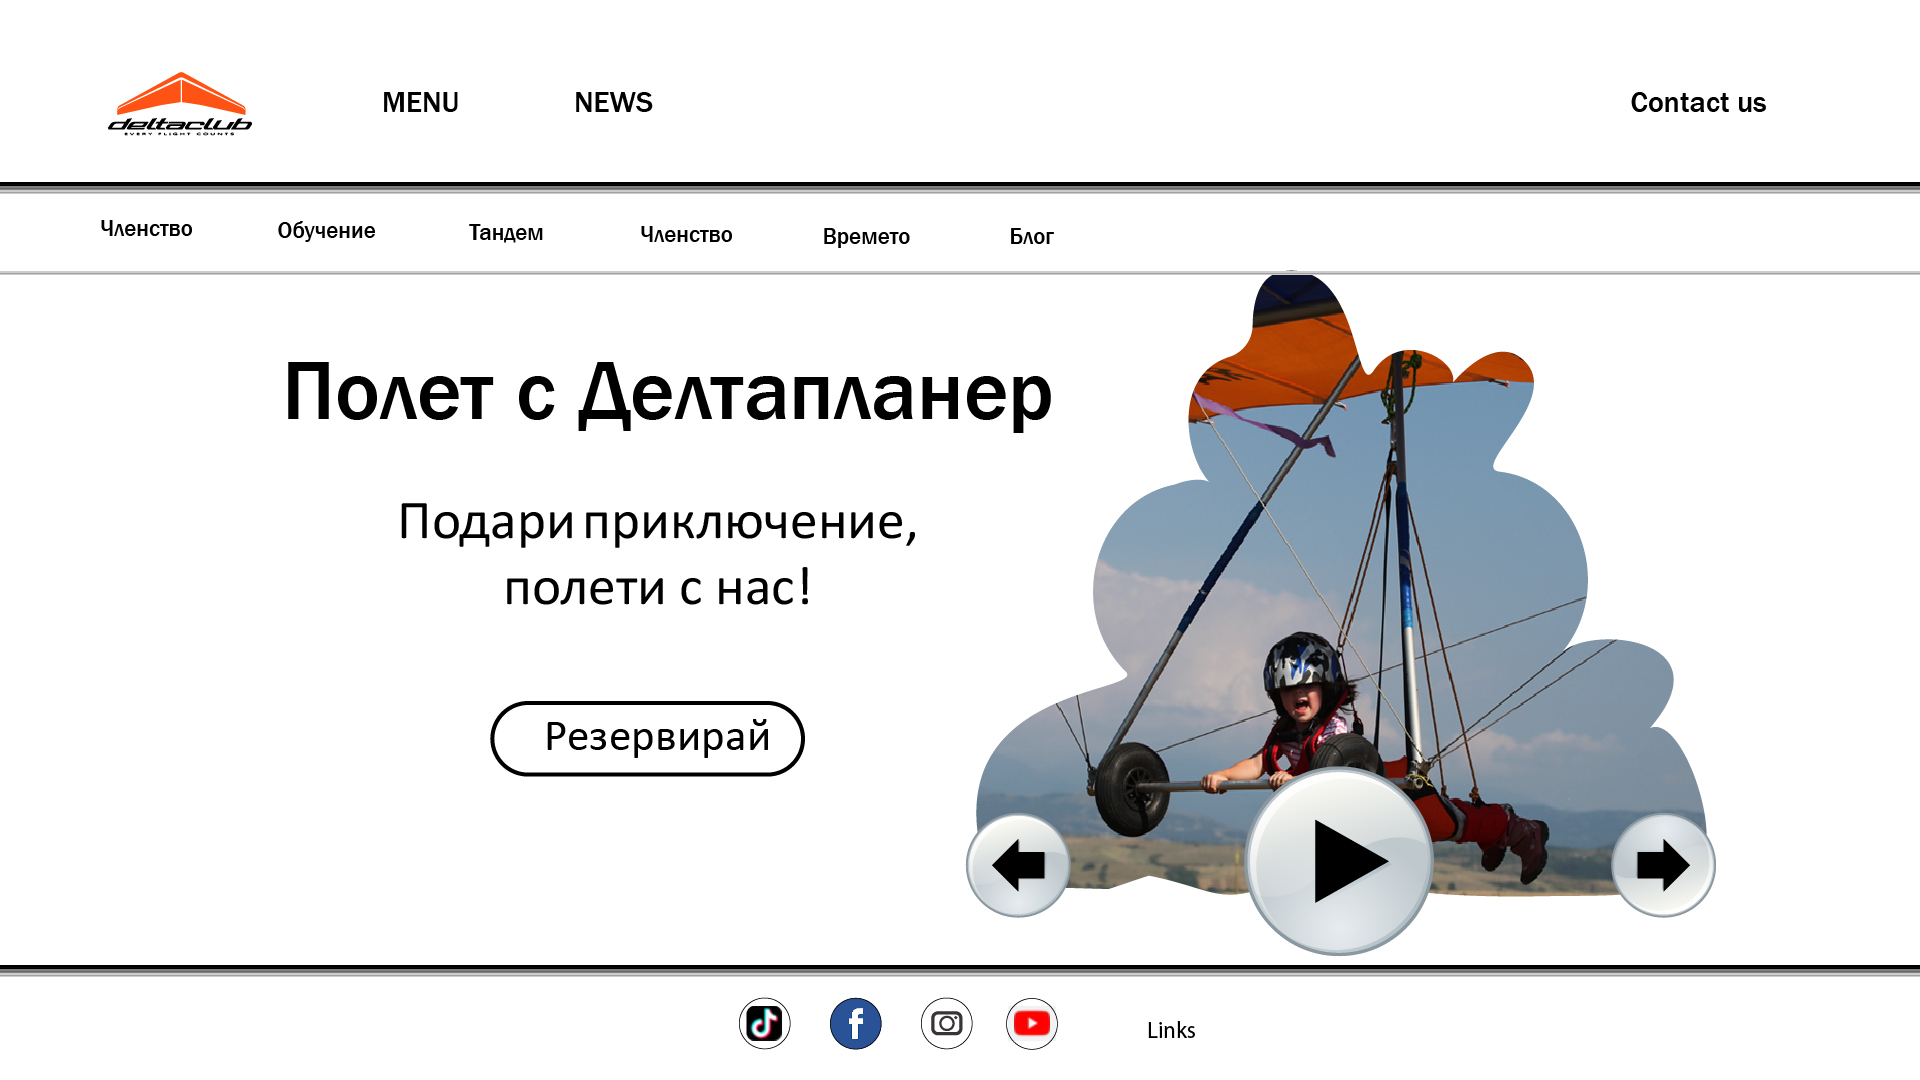 deltaclub
EVERY FLIGHT COUNTS
MENU
NEWS
Contact us
Членство
Обучение
Тандем
Членство
Времето
Блог
Полет с Делтапланер
Подари приключение,
полети с нас!
Резервирай
Links